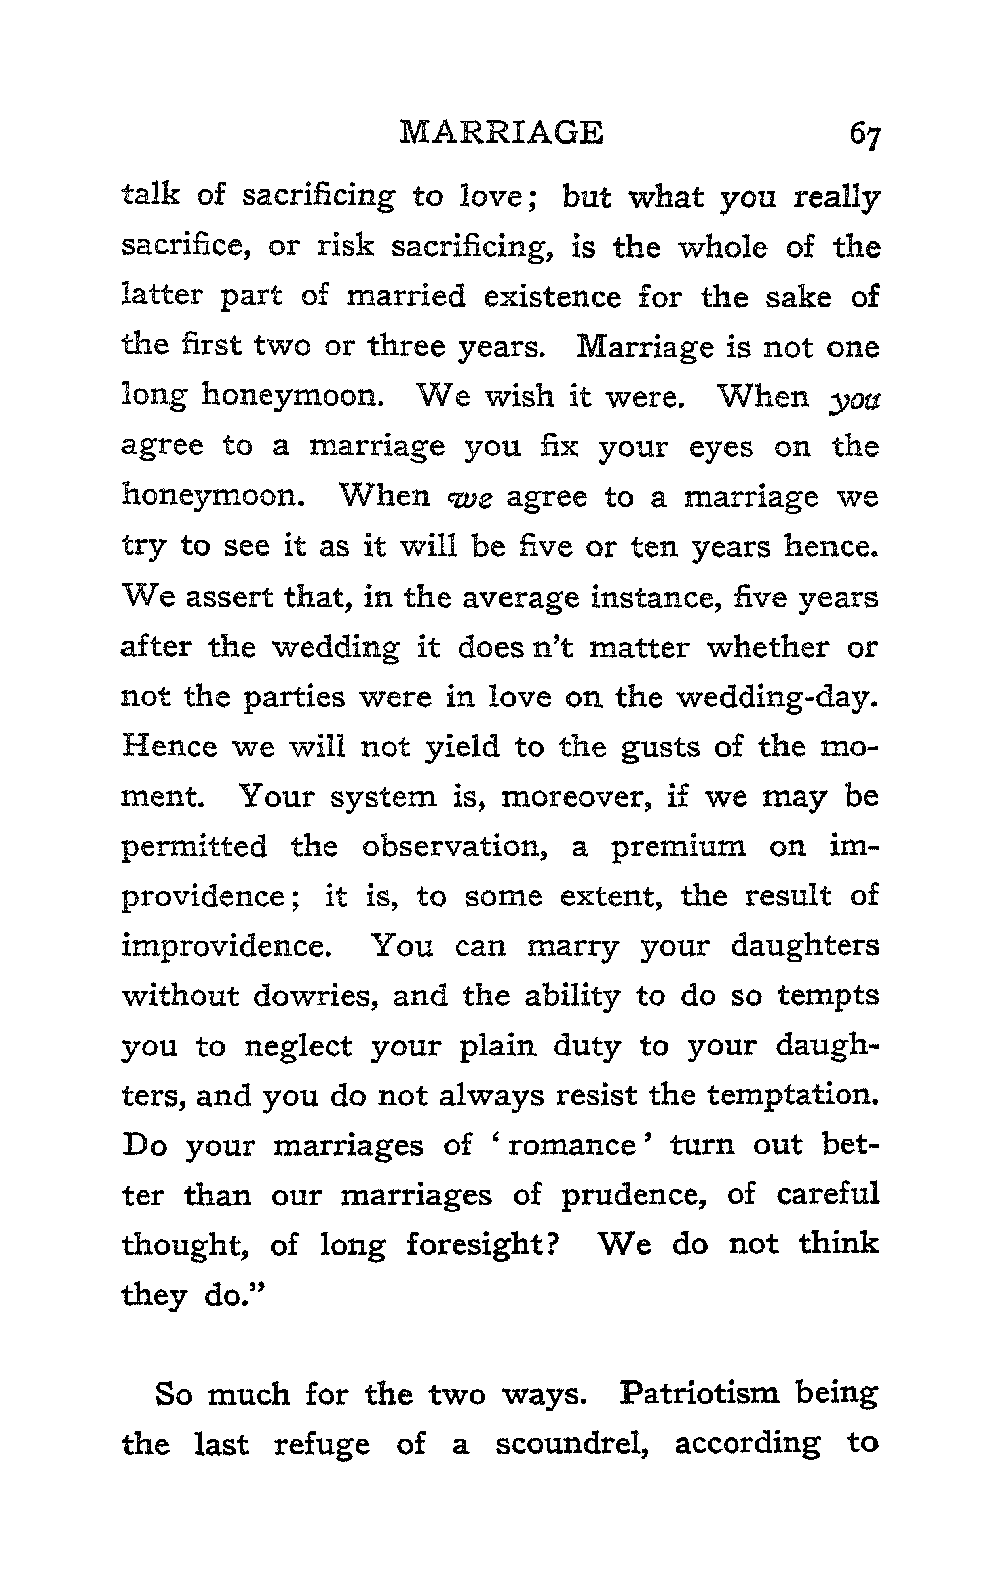 MARRIAGE 67
talk of sacrificing to love; but what you really
sacrifice, or risk sacrificing, is the whole of the
latter part of married existence for the sake of
the first two or three years. Marriage is not one
long honeymoon. We wish it were. When you
agree to a marriage you fix your eyes on the
honeymoon. When we agree to a marriage we
try to see it as it will be five or ten years hence.
We assert that, in the average instance, five years
after the wedding it does n't matter whether or
not the parties were in love on the wedding-day.
Hence we will not yield to the gusts of the mo-
ment. Your system is, moreover, if we may be
permitted the observation, a premium on im-
providence; it is, to some extent, the result of
improvidence. You can marry your daughters
without dowries, and the ability to do so tempts
you to neglect your plain duty to your daugh-
ters, and you do not always resist the temptation.
Do your marriages of ‘romance’ turn out bet-
ter than our marriages of prudence, of careful
thought, of long foresight? We do not think
they do.”
So much for the two ways. Patriotism being
the last refuge of a scoundrel, according to